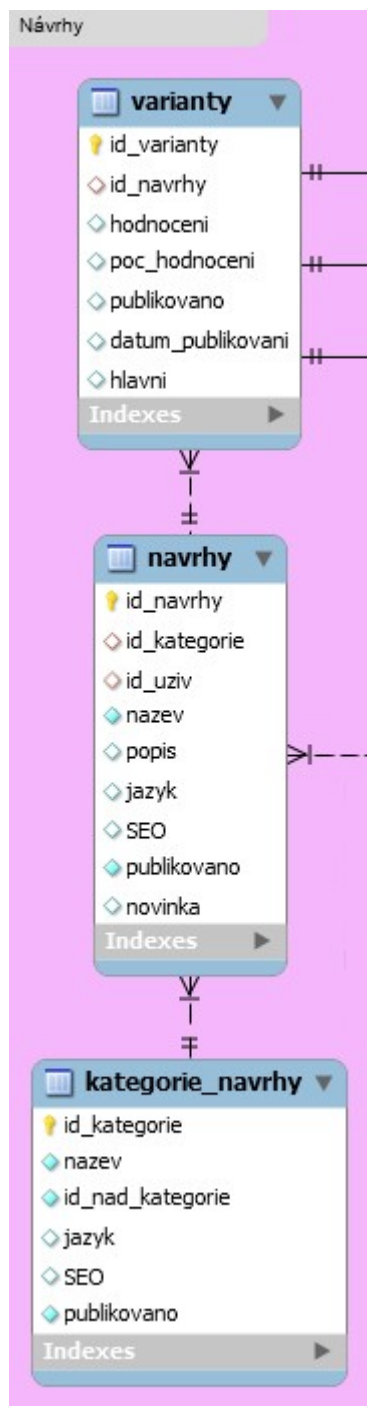 Návrhy
varianty
id_varianty
id_navrhy
hodnoceni
poc_hodnoceni
publikovano
datum_publikovani
hlavni
Indexes
navrhy
id_navrhy
id_kategorie
id_uziv
nazev
popis
jazyk
SEO
publikovano
novinka
Indexes
kategorie_navrhy
id_kategorie
nazev
id_nad_kategorie
jazyk
SEO
publikovano
Indexes